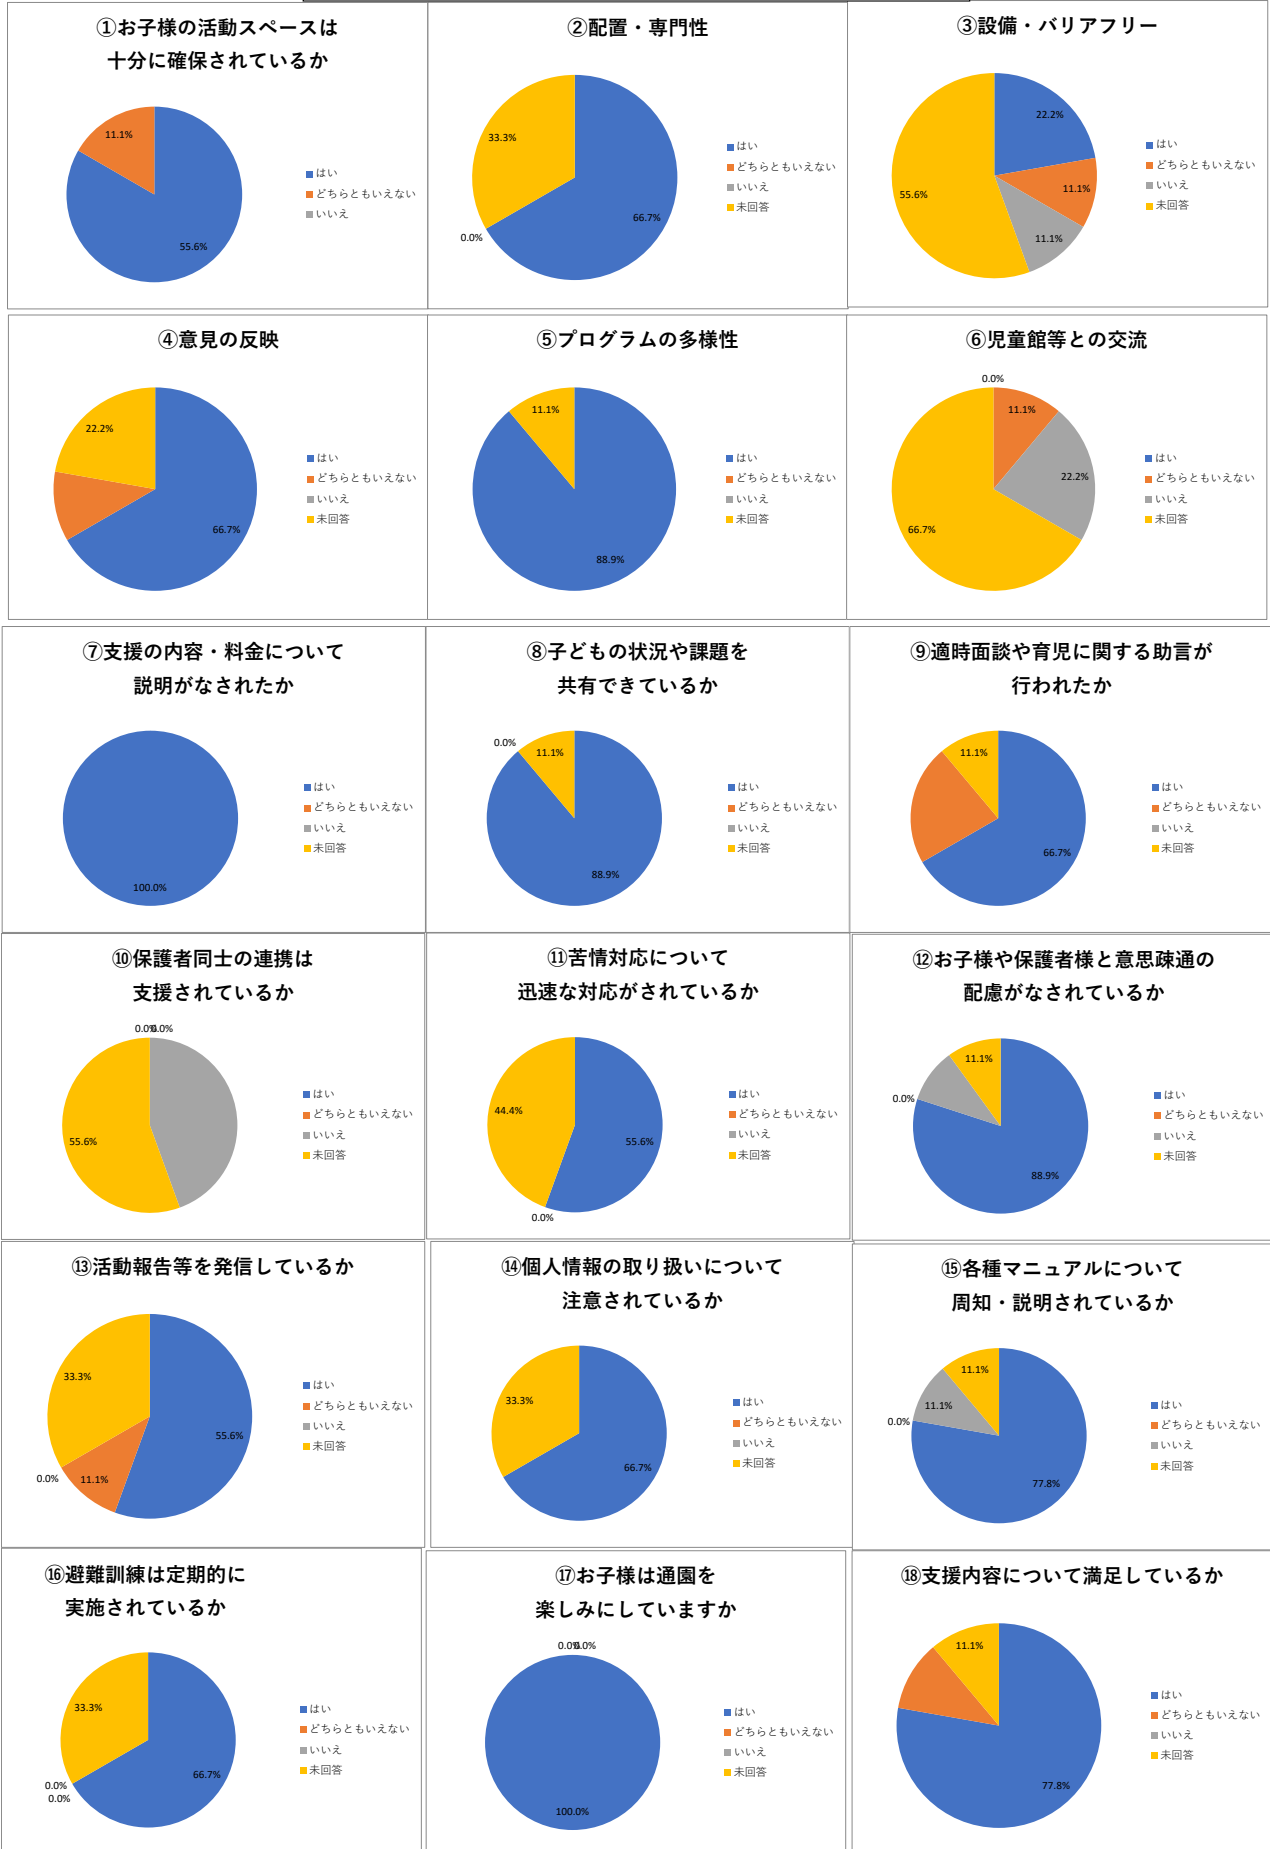 ①お子様の活動スペースは
十分に確保されているか
11.1%
55.6%
はい
どちらともいえない
いいえ
②配置・専門性
33.3%
66.7%
0.0%
はい
どちらともいえない
いいえ
未回答
③設備・バリアフリー
22.2%
11.1%
55.6%
11.1%
はい
どちらともいえない
いいえ
未回答
④意見の反映
22.2%
66.7%
はい
どちらともいえない
いいえ
未回答
⑤プログラムの多様性
11.1%
88.9%
はい
どちらともいえない
いいえ
未回答
⑥児童館等との交流
0.0%
11.1%
22.2%
66.7%
はい
どちらともいえない
いいえ
未回答
⑦支援の内容・料金について
説明がなされたか
100.0%
はい
どちらともいえない
いいえ
未回答
⑧子どもの状況や課題を
共有できているか
0.0%
11.1%
88.9%
はい
どちらともいえない
いいえ
未回答
⑨適時面談や育児に関する助言が
行われたか
11.1%
66.7%
はい
どちらともいえない
いいえ
未回答
⑩保護者同士の連携は
支援されているか
0.0%
0.0%
55.6%
はい
どちらともいえない
いいえ
未回答
⑪苦情対応について
迅速な対応がされているか
44.4%
55.6%
0.0%
はい
どちらともいえない
いいえ
未回答
⑫お子様や保護者様と意思疎通の
配慮がなされているか
11.1%
0.0%
88.9%
はい
どちらともいえない
いいえ
未回答
⑬活動報告等を発信しているか
33.3%
55.6%
0.0%
11.1%
はい
どちらともいえない
いいえ
未回答
⑭個人情報の取り扱いについて
注意されているか
33.3%
66.7%
はい
どちらともいえない
いいえ
未回答
⑮各種マニュアルについて
周知・説明されているか
11.1%
11.1%
0.0%
77.8%
はい
どちらともいえない
いいえ
未回答
⑯避難訓練は定期的に
実施されているか
33.3%
66.7%
0.0%
0.0%
はい
どちらともいえない
いいえ
未回答
⑰お子様は通園を
楽しみにしていますか
0.0%
0.0%
100.0%
はい
どちらともいえない
いいえ
未回答
⑱支援内容について満足しているか
11.1%
77.8%
はい
どちらともいえない
いいえ
未回答